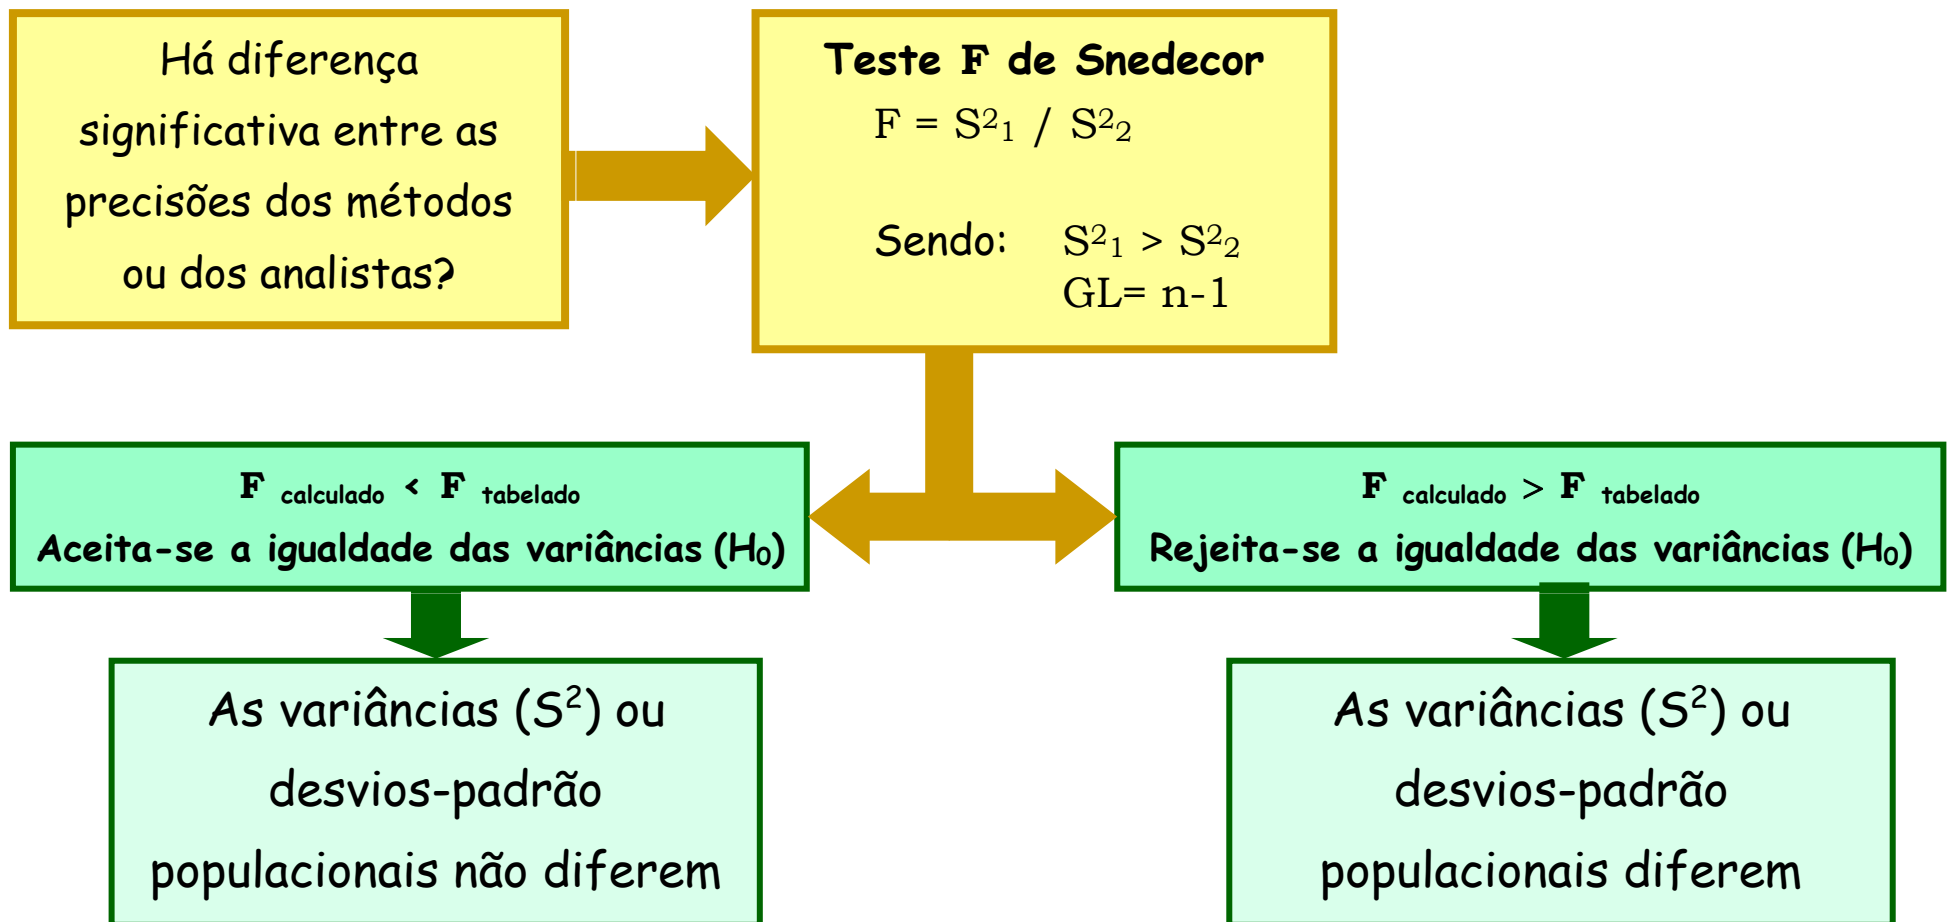 Há diferença
significativa entre as
precisões dos métodos
ou dos analistas?
Teste F de Snedecor
F = S²₁ / S²₂
Sendo: S²₁ > S²₂
GL= n-1
F calculado < F tabelado
Aceita-se a igualdade das variâncias (H₀)
F calculado > F tabelado
Rejeita-se a igualdade das variâncias (H₀)
As variâncias (S²) ou
desvios-padrão
populacionais não diferem
As variâncias (S²) ou
desvios-padrão
populacionais diferem